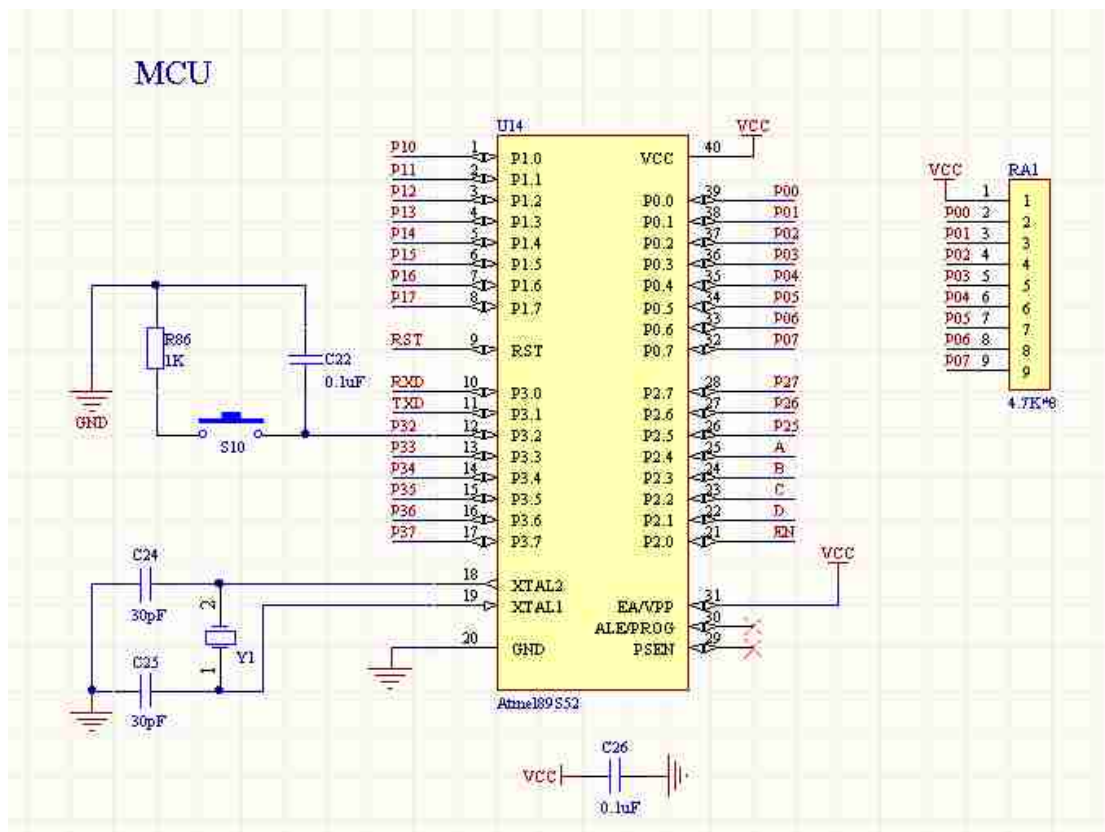 MCU
U14
VCC
P10 1 P1.0
P11 2 P1.1
P12 3 P1.2
P13 4 P1.3
P14 5 P1.4
P15 6 P1.5
P16 7 P1.6
P17 8 P1.7
RST 9 RST
RXD 10 P3.0
TXD 11 P3.1
P32 12 P3.2
P33 13 P3.3
P34 14 P3.4
P35 15 P3.5
P36 16 P3.6
P37 17 P3.7
18 XTAL2
19 XTAL1
20 GND
VCC 40
P0.0 39 P00
P0.1 38 P01
P0.2 37 P02
P0.3 36 P03
P0.4 35 P04
P0.5 34 P05
P0.6 33 P06
P0.7 32 P07
P2.7 28 P27
P2.6 27 P26
P2.5 26 P25
P2.4 25 A
P2.3 24 B
P2.2 23 C
P2.1 22 D
P2.0 21 EN
VCC
EA/VPP 31
ALE/PROG 30
PSEN 29
Atmel89S52
VCC RA1
1 1
P00 2 2
P01 3 3
P02 4 4
P03 5 5
P04 6 6
P05 7 7
P06 8 8
P07 9 9
4.7K*8
R86
1K
C22
0.1uF
GND
S10
C24
30pF
2
Y1
1
C25
30pF
C26
VCC
0.1uF